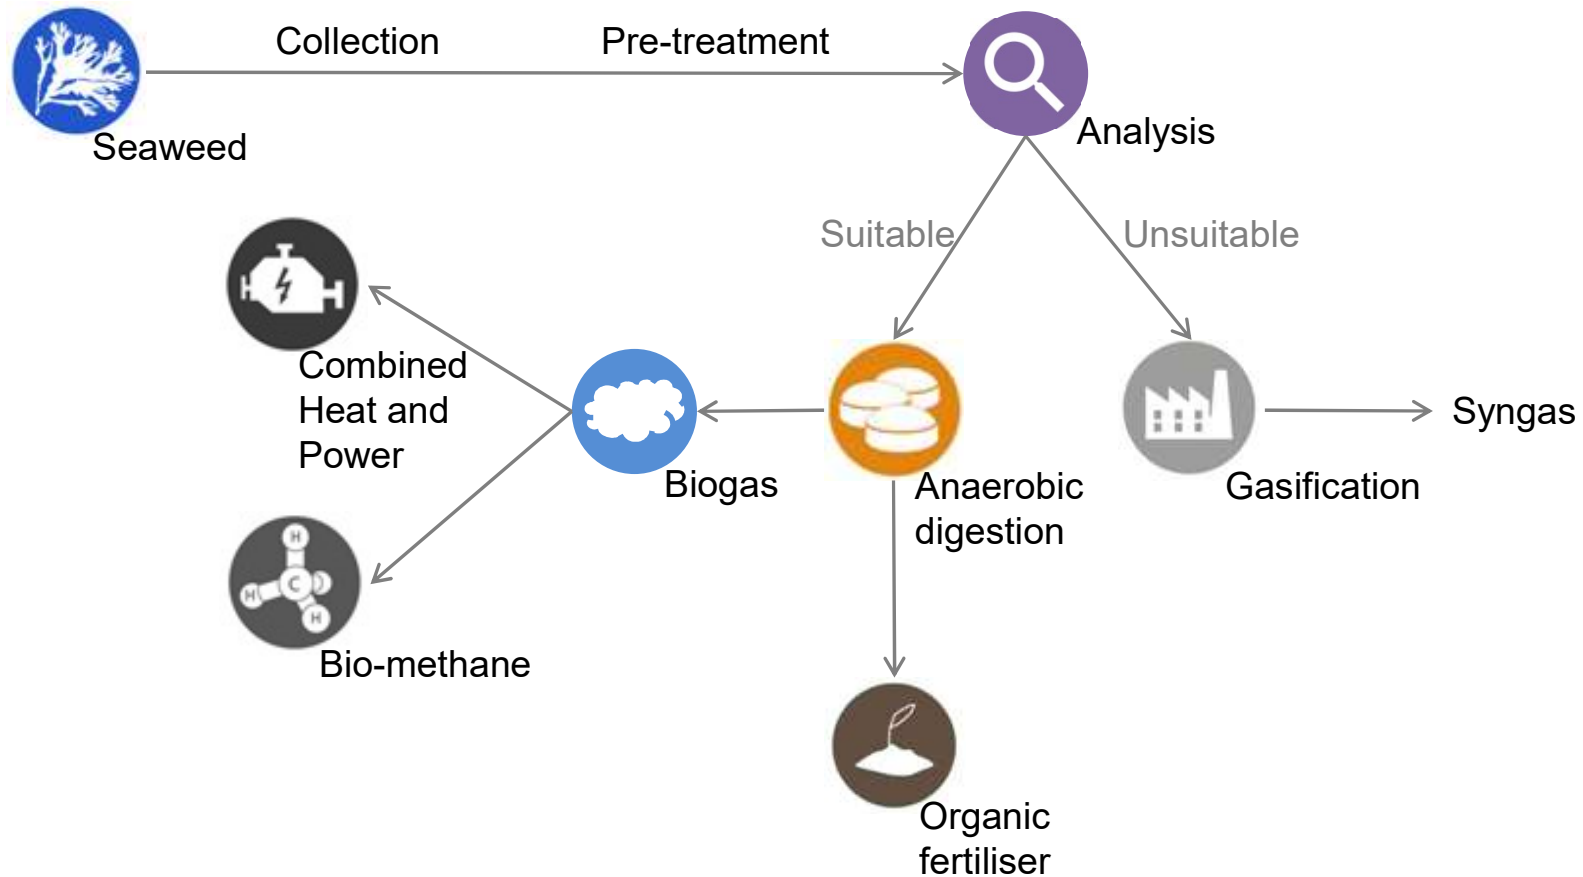 Collection
Pre-treatment
Seaweed
Analysis
Suitable
Unsuitable
Combined
Heat and
Power
Biogas
Anaerobic
digestion
Gasification
Syngas
H
C
H
H
Bio-methane
Organic
fertiliser